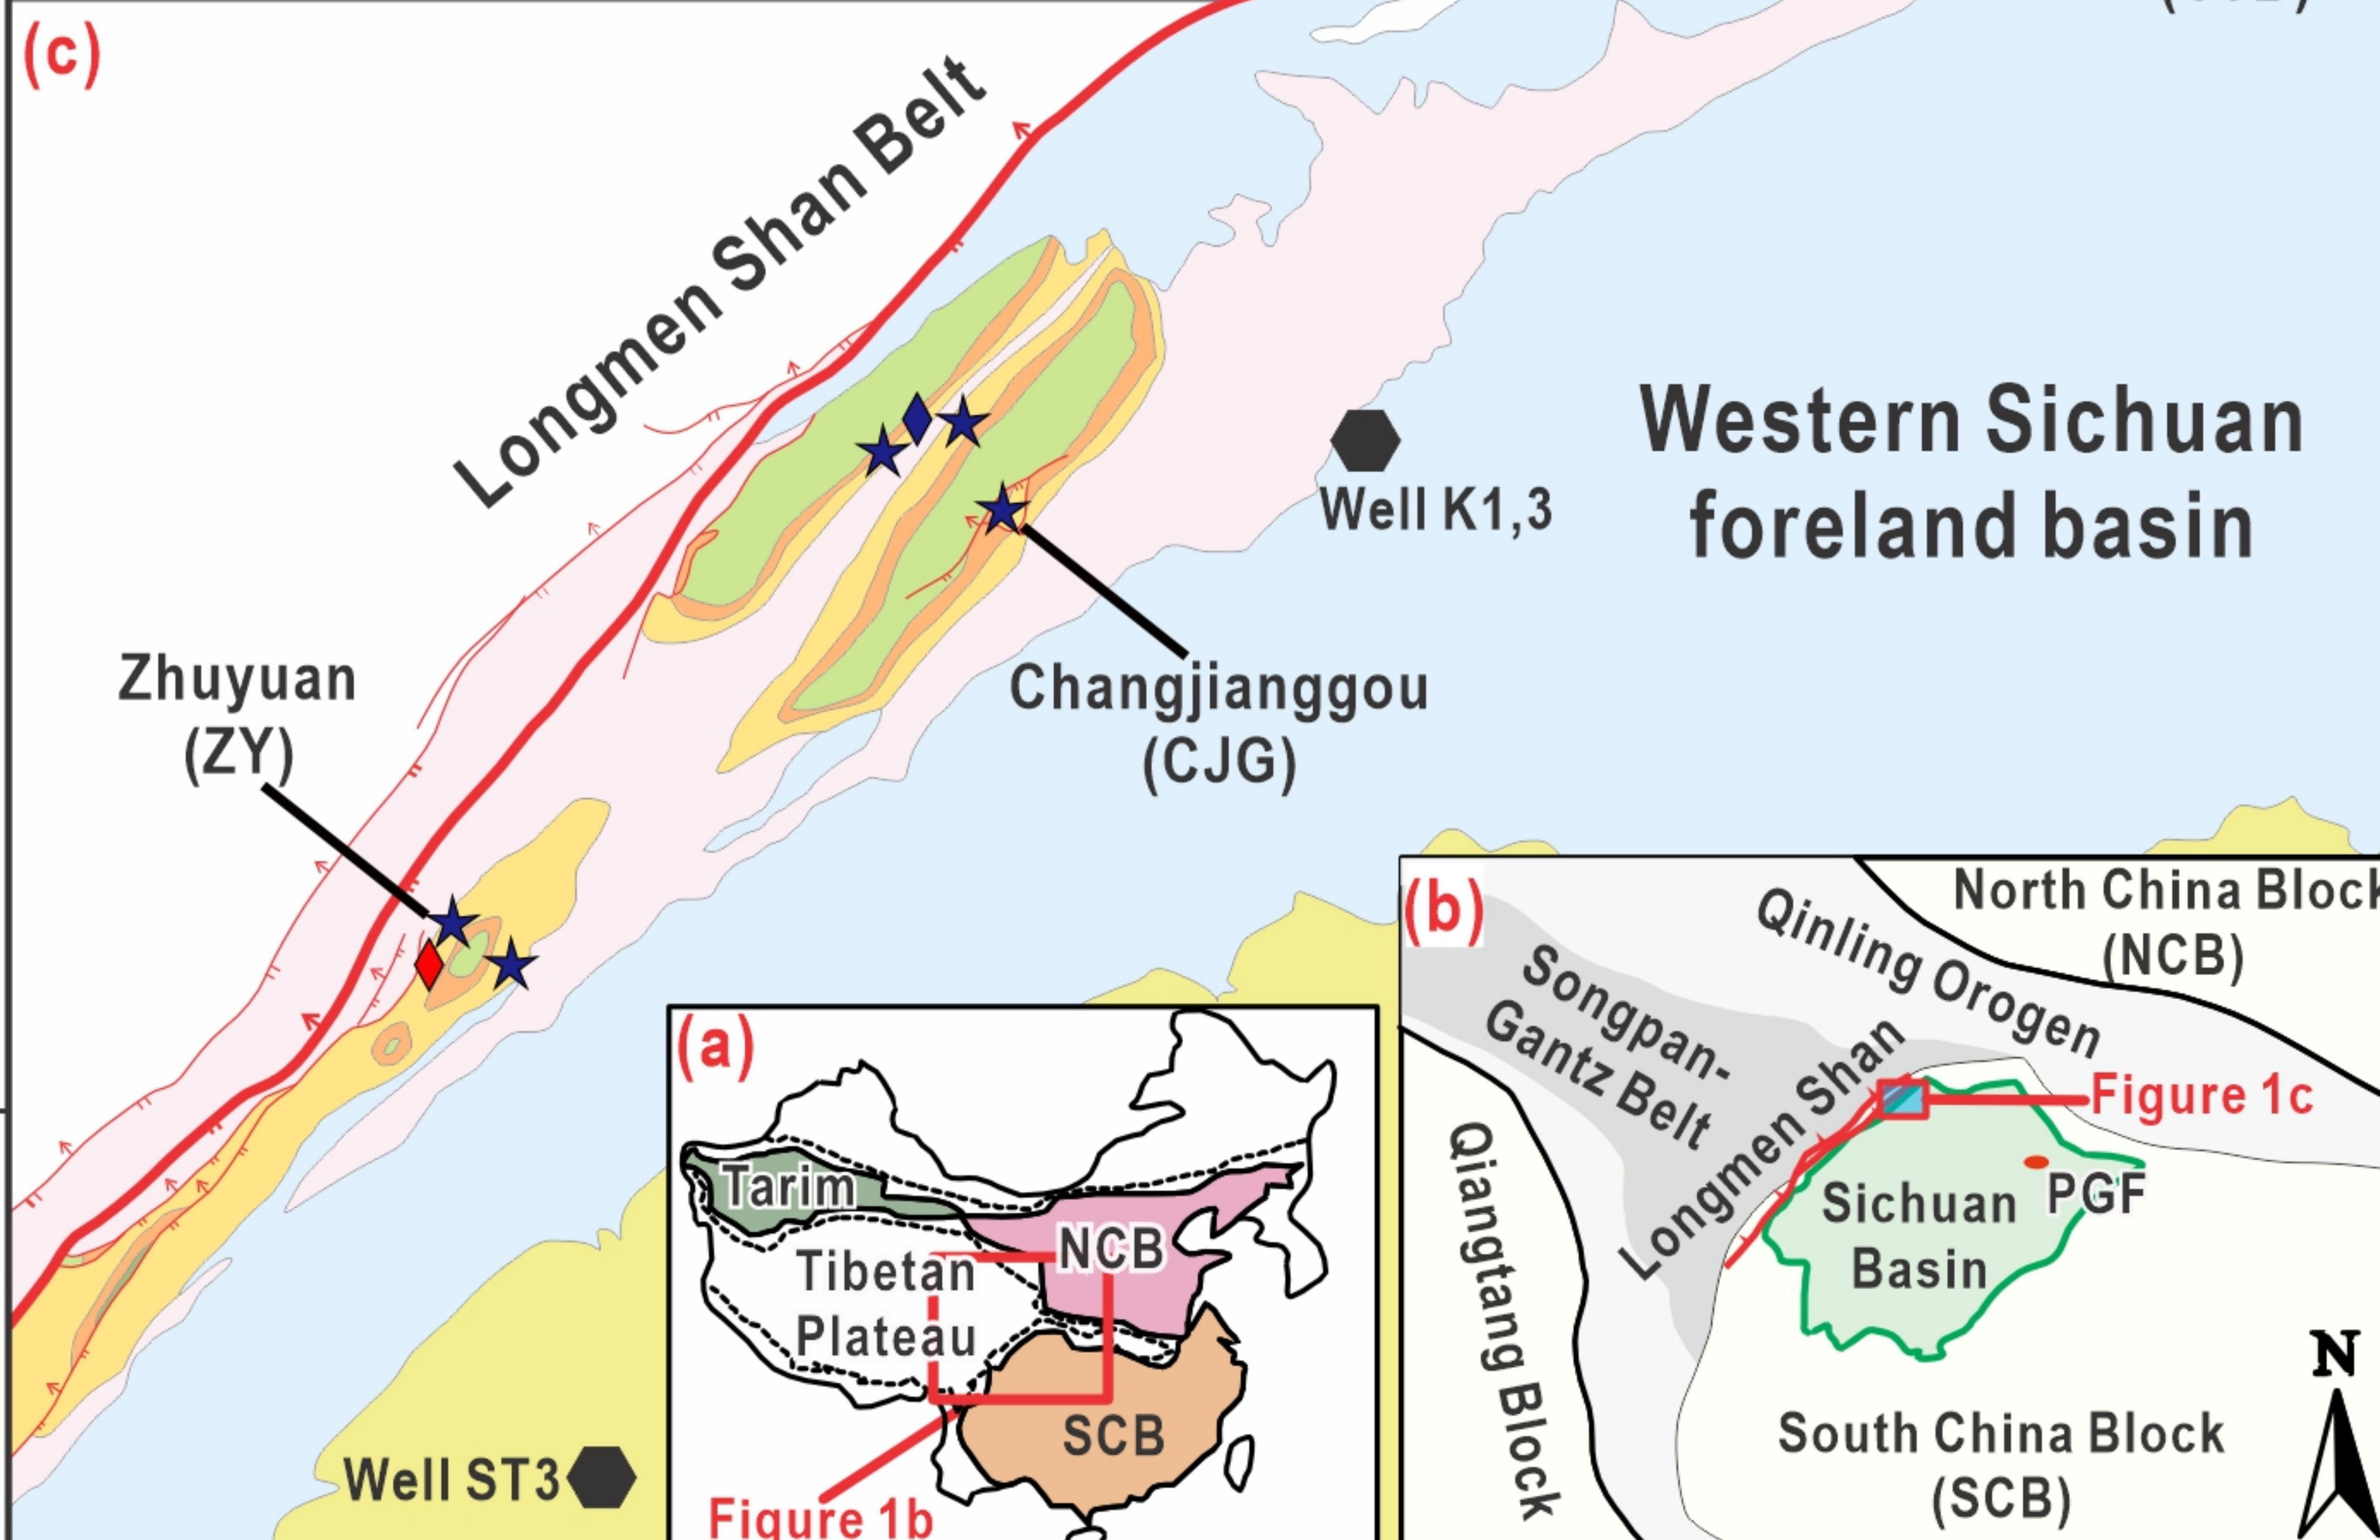 (c)
Longmen Shan Belt
Western Sichuan
foreland basin
Well K1,3
Zhuyuan
(ZY)
Changjianggou
(CJG)
Well ST3
(a)
Tarim
NCB
Tibetan
Plateau
SCB
Figure 1b
(b)
North China Block
(NCB)
Qinling Orogen
Songpan-
Gantz Belt
Longmen Shan
Figure 1c
Qiangtang Block
Sichuan
Basin
PGF
South China Block
(SCB)
N